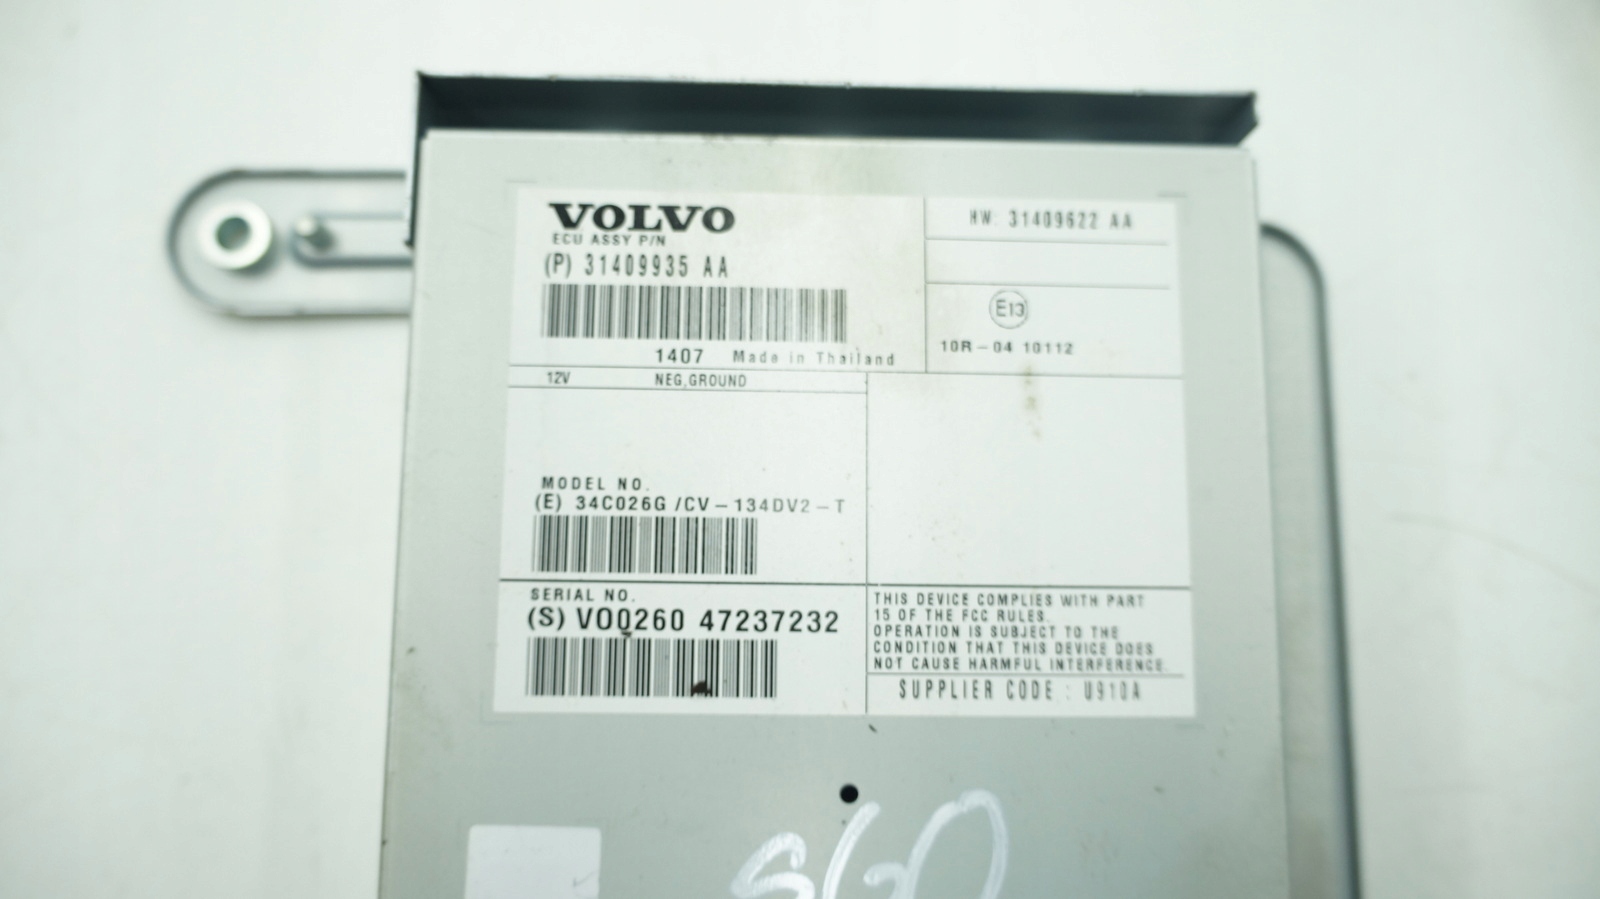 VOLVO
ECU ASSY P/N
(P) 31409935 AA
1407 Made in Thailand
HW: 31409622 AA
E13
10R-04 10112
12V NEG,GROUND
MODEL NO.
(E) 34C026G /CV-134DV2-T
SERIAL NO.
(S) VO0260 47237232
THIS DEVICE COMPLIES WITH PART
15 OF THE FCC RULES.
OPERATION IS SUBJECT TO THE
CONDITION THAT THIS DEVICE DOES
NOT CAUSE HARMFUL INTERFERENCE.
SUPPLIER CODE : U910A
S60